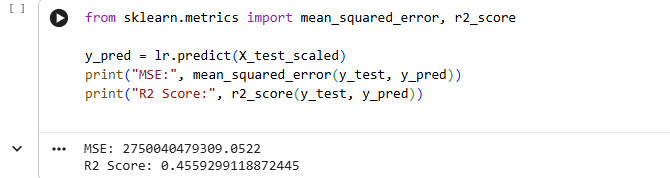 [ ]
from sklearn.metrics import mean_squared_error, r2_score
y_pred = lr.predict(X_test_scaled)
print("MSE:", mean_squared_error(y_test, y_pred))
print("R2 Score:", r2_score(y_test, y_pred))
MSE: 2750040479309.0522
R2 Score: 0.4559299118872445